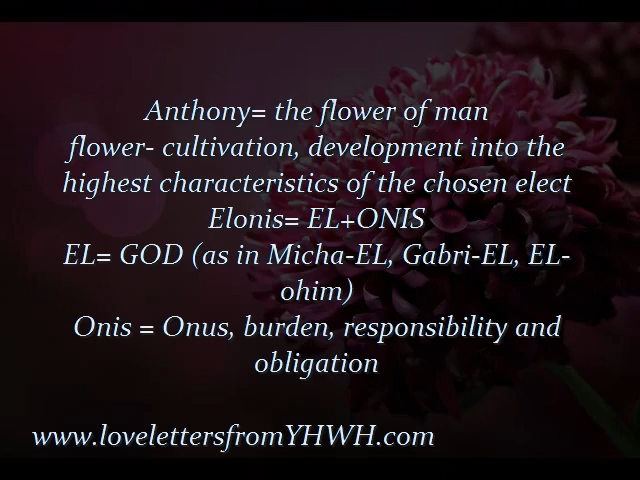 Anthony= the flower of man
flower- cultivation, development into the
highest characteristics of the chosen elect
Elonis= EL+ONIS
EL= GOD (as in Micha-EL, Gabri-EL, EL-
ohim)
Onis = Onus, burden, responsibility and
obligation
www.lovelettersfromYHWH.com